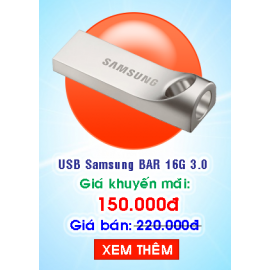 SAMSUNG
USB Samsung BAR 16G 3.0
Giá khuyến mãi:
150.000đ
Giá bán: 220.000đ
XEM THÊM